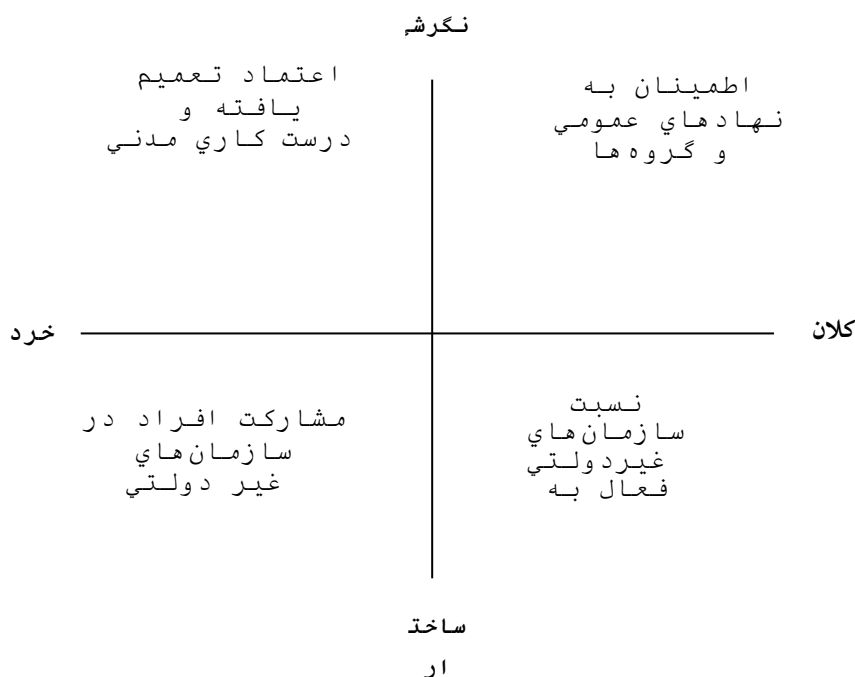 نگرشي
اعتماد تعميم
يافته و
درست كاري مدني
اطمينان به
نهادهاي عمومي
و گروه‌ها
خرد
كلان
مشاركت افراد در
سازمان‌هاي
غير دولتي
نسبت
سازمان‌هاي
غيردولتي
فعال به
ساخت
ار